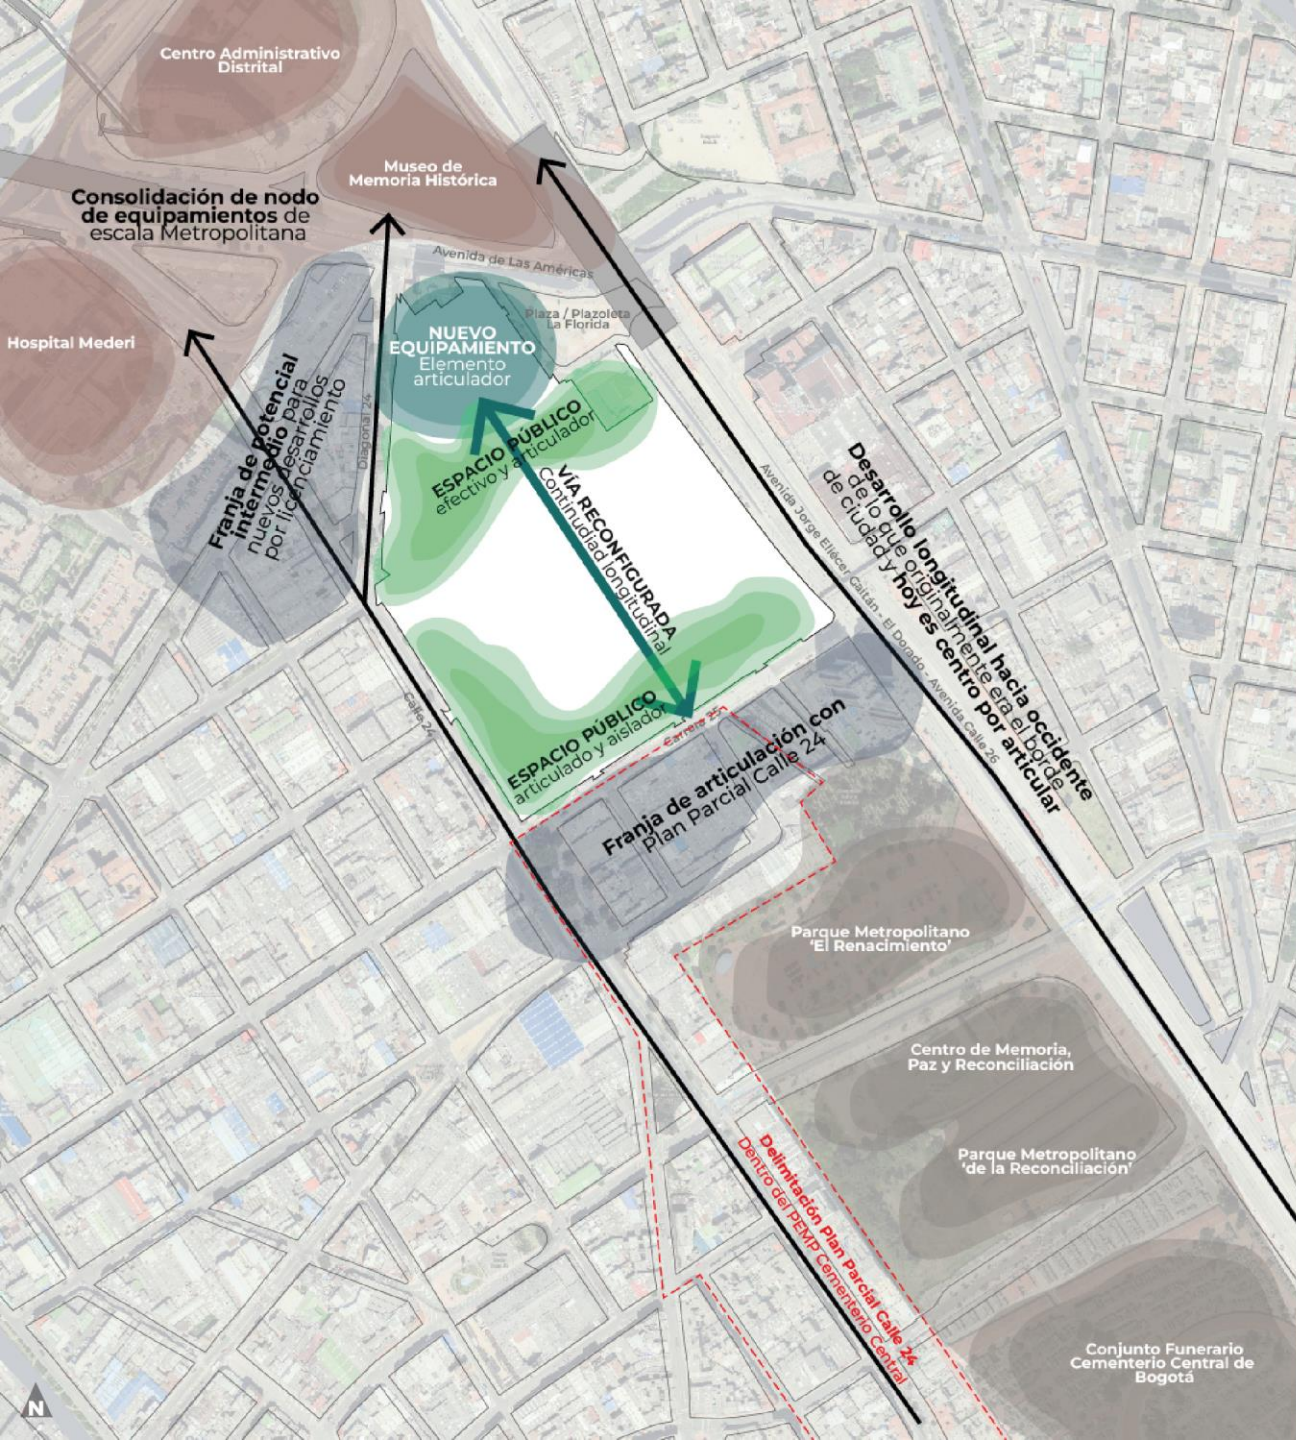 Centro Administrativo
Distrital
Museo de
Memoria Histórica
Consolidación de nodo
de equipamientos de
escala Metropolitana
Avenida de Las Américas
Plaza / Plazoleta
La Florida
Hospital Mederi
NUEVO
EQUIPAMIENTO
Elemento
articulador
Franja de potencial
intermedio para
nuevos desarrollos
por licenciamiento
Diagonal 24
ESPACIO PÚBLICO
efectivo y articulador
VÍA RECONFIGURADA
Continudiad longitudinal
Avenida Jorge Eliécer Gaitán - El Dorado - Avenida Calle 26
Desarrollo longitudinal hacia occidente
de lo que originalmente era el borde
de ciudad y hoy es centro por articular
Calle 24
ESPACIO PÚBLICO
articulado y aislador
Carrera 25
Franja de articulación con
Plan Parcial Calle 24
Parque Metropolitano
‘El Renacimiento’
Centro de Memoria,
Paz y Reconciliación
Parque Metropolitano
‘de la Reconciliación’
Delimitación Plan Parcial Calle 24
Dentro del PEMP Cementerio Central
Conjunto Funerario
Cementerio Central de
Bogotá
N